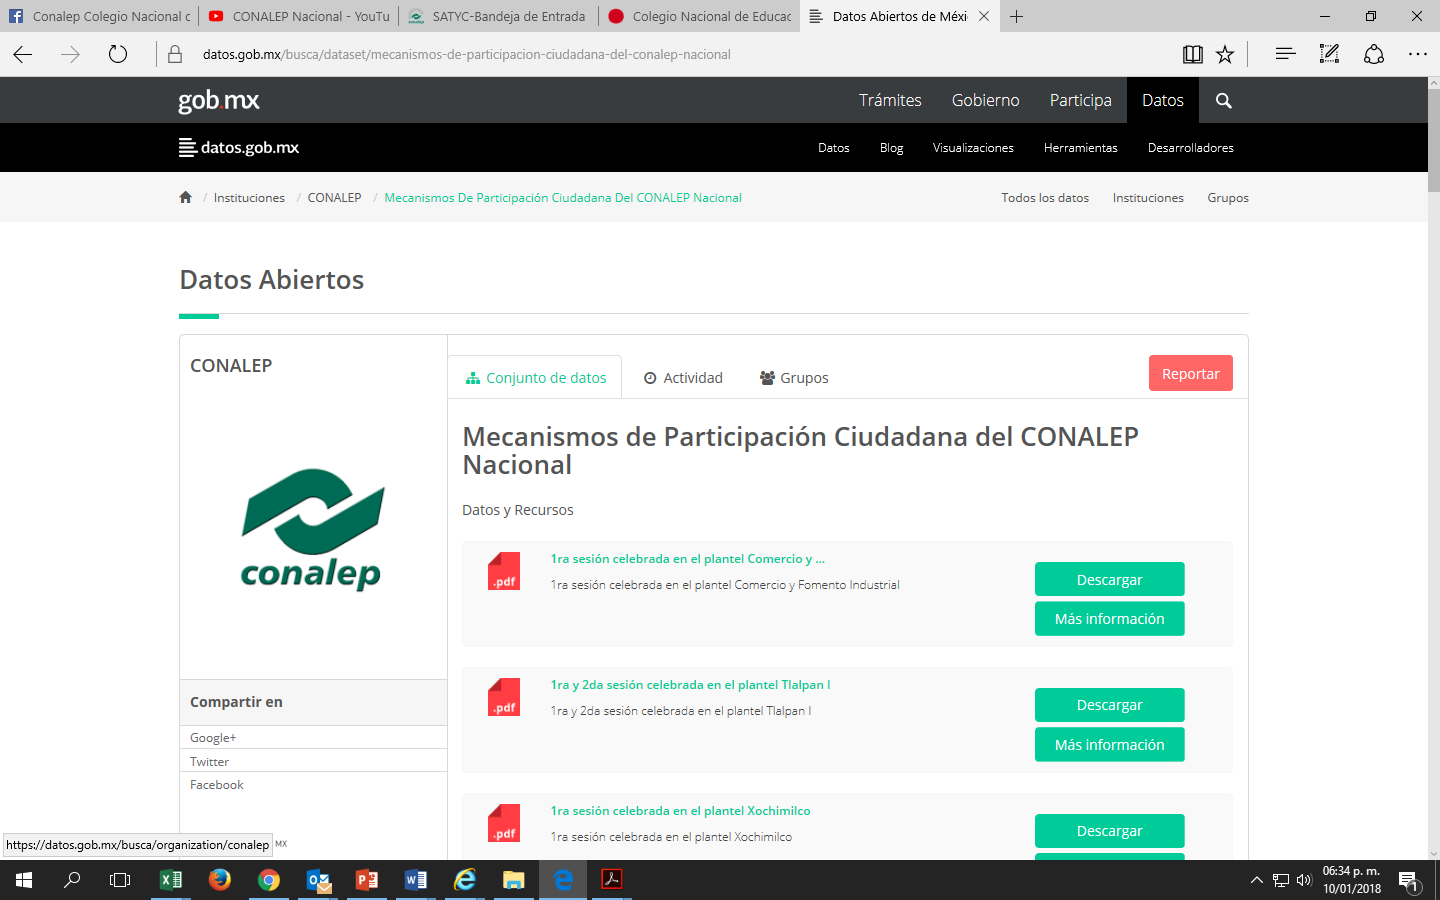 Conalep Colegio Nacional c
CONALEP Nacional - YouTu
SATYC-Bandeja de Entrada
Colegio Nacional de Educac
Datos Abiertos de Méxi
datos.gob.mx/busca/dataset/mecanismos-de-participacion-ciudadana-del-conalep-nacional
gob.mx
Trámites
Gobierno
Participa
Datos
datos.gob.mx
Datos
Blog
Visualizaciones
Herramientas
Desarrolladores
/ Instituciones / CONALEP / Mecanismos De Participación Ciudadana Del CONALEP Nacional
Todos los datos
Instituciones
Grupos
Datos Abiertos
CONALEP
conalep
Compartir en
Google+
Twitter
Facebook
Conjunto de datos
Actividad
Grupos
Reportar
Mecanismos de Participación Ciudadana del CONALEP
Nacional
Datos y Recursos
.pdf
1ra sesión celebrada en el plantel Comercio y ...
1ra sesión celebrada en el plantel Comercio y Fomento Industrial
Descargar
Más información
.pdf
1ra y 2da sesión celebrada en el plantel Tlalpan I
1ra y 2da sesión celebrada en el plantel Tlalpan I
Descargar
Más información
.pdf
1ra sesión celebrada en el plantel Xochimilco
1ra sesión celebrada en el plantel Xochimilco
Descargar
https://datos.gob.mx/busca/organization/conalep
MX
06:34 p. m.
10/01/2018
1